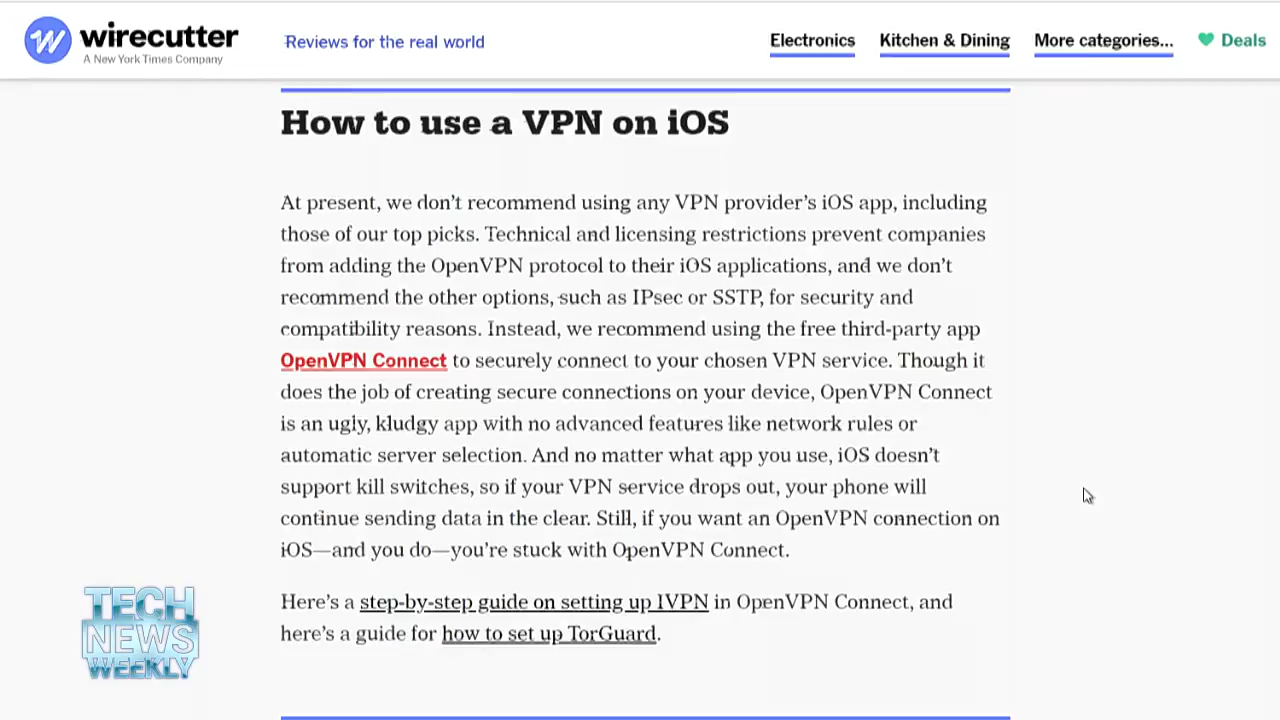 W wirecutter
A New York Times Company
Reviews for the real world
Electronics
Kitchen & Dining
More categories...
Deals
How to use a VPN on iOS
At present, we don't recommend using any VPN provider's iOS app, including
those of our top picks. Technical and licensing restrictions prevent companies
from adding the OpenVPN protocol to their iOS applications, and we don't
recommend the other options, such as IPsec or SSTP, for security and
compatibility reasons. Instead, we recommend using the free third-party app
OpenVPN Connect to securely connect to your chosen VPN service. Though it
does the job of creating secure connections on your device, OpenVPN Connect
is an ugly, kludgy app with no advanced features like network rules or
automatic server selection. And no matter what app you use, iOS doesn't
support kill switches, so if your VPN service drops out, your phone will
continue sending data in the clear. Still, if you want an OpenVPN connection on
iOS—and you do—you're stuck with OpenVPN Connect.
Here's a step-by-step guide on setting up IVPN in OpenVPN Connect, and
here's a guide for how to set up TorGuard.
TECH
NEWS
WEEKLY